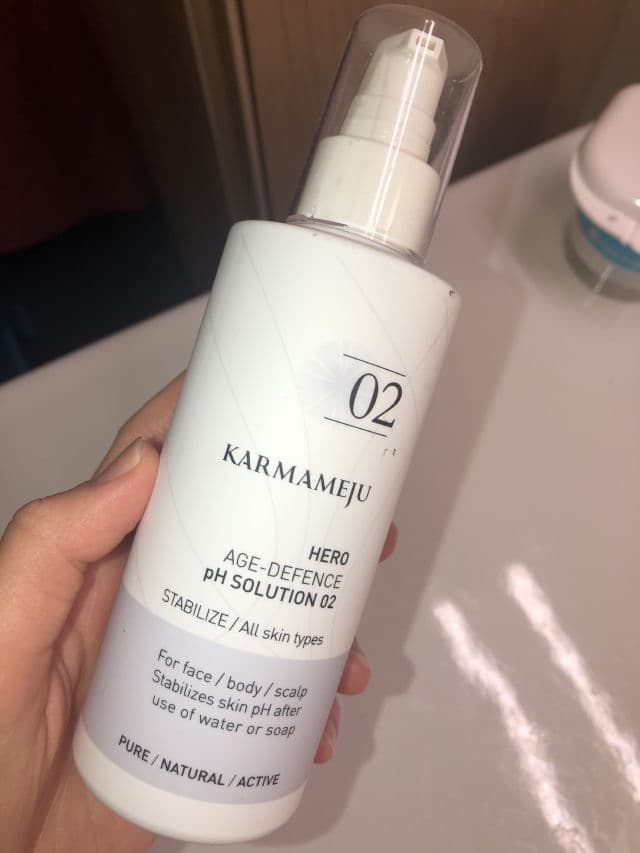 02
KARMAMEJU
HERO
AGE-DEFENCE
pH SOLUTION 02
STABILIZE / All skin types
For face / body / scalp
Stabilizes skin pH after
use of water or soap
PURE / NATURAL / ACTIVE